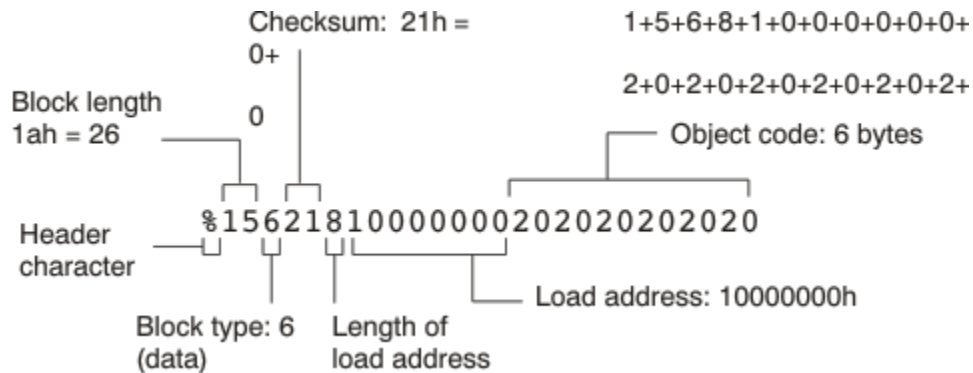 Checksum: 21h = 1+5+6+8+1+0+0+0+0+0+0+
0+
2+0+2+0+2+0+2+0+2+0+2+
0
Block length
1ah = 26
Object code: 6 bytes
%15621810000000202020202020
Header
character
Load address: 10000000h
Block type: 6
(data)
Length of
load address